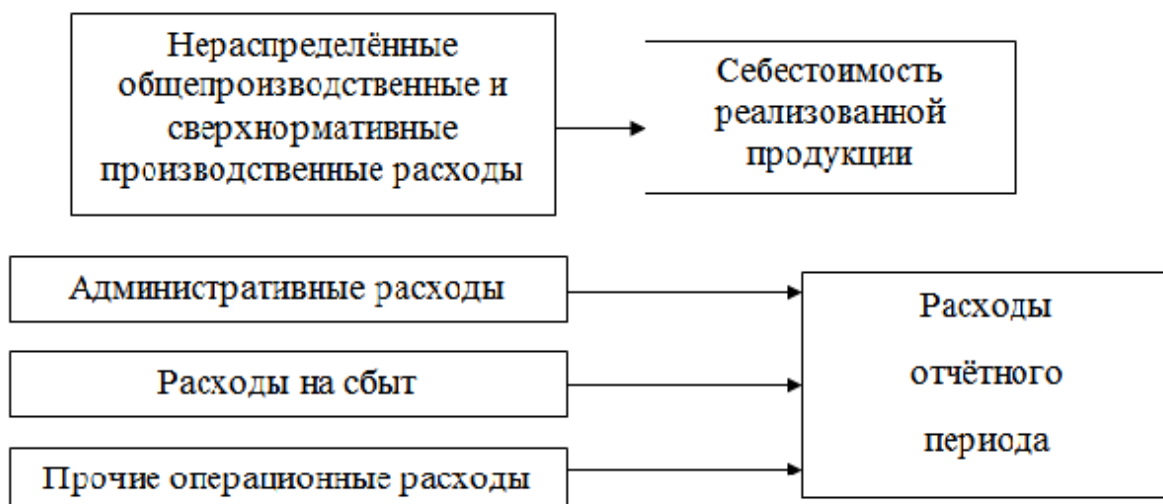 Нераспределённые
общепроизводственные и
сверхнормативные
производственные расходы
Себестоимость
реализованной
продукции
Административные расходы
Расходы на сбыт
Прочие операционные расходы
Расходы
отчётного
периода